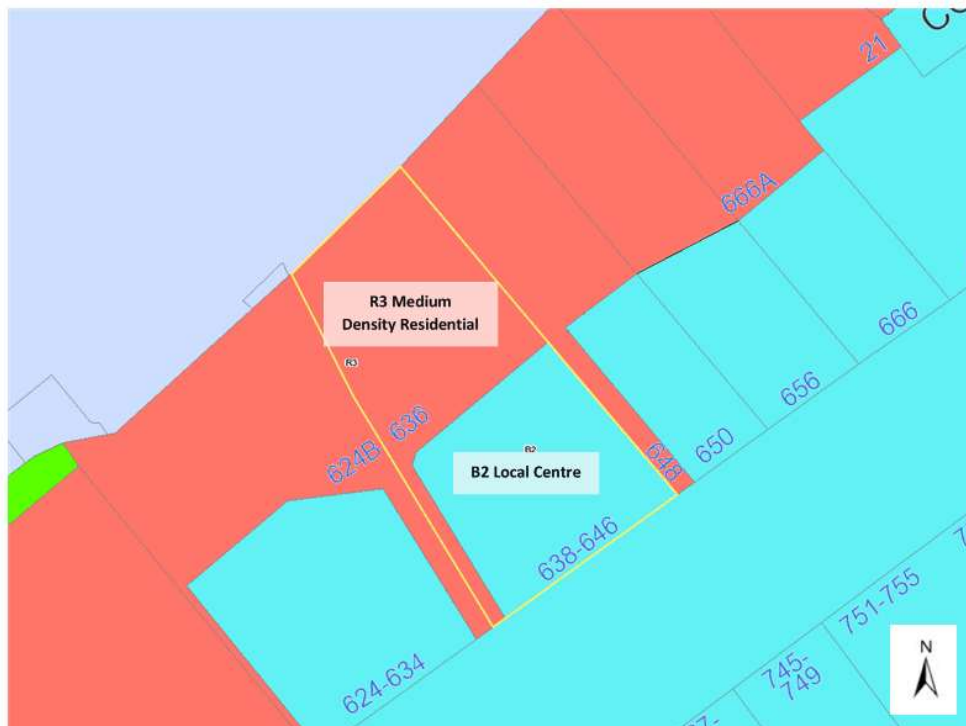 21
666A
R3 Medium
Density Residential
R3
666
656
636
624B
B2
B2 Local Centre
648
650
638-646
751-755
745-
749
624-634
N